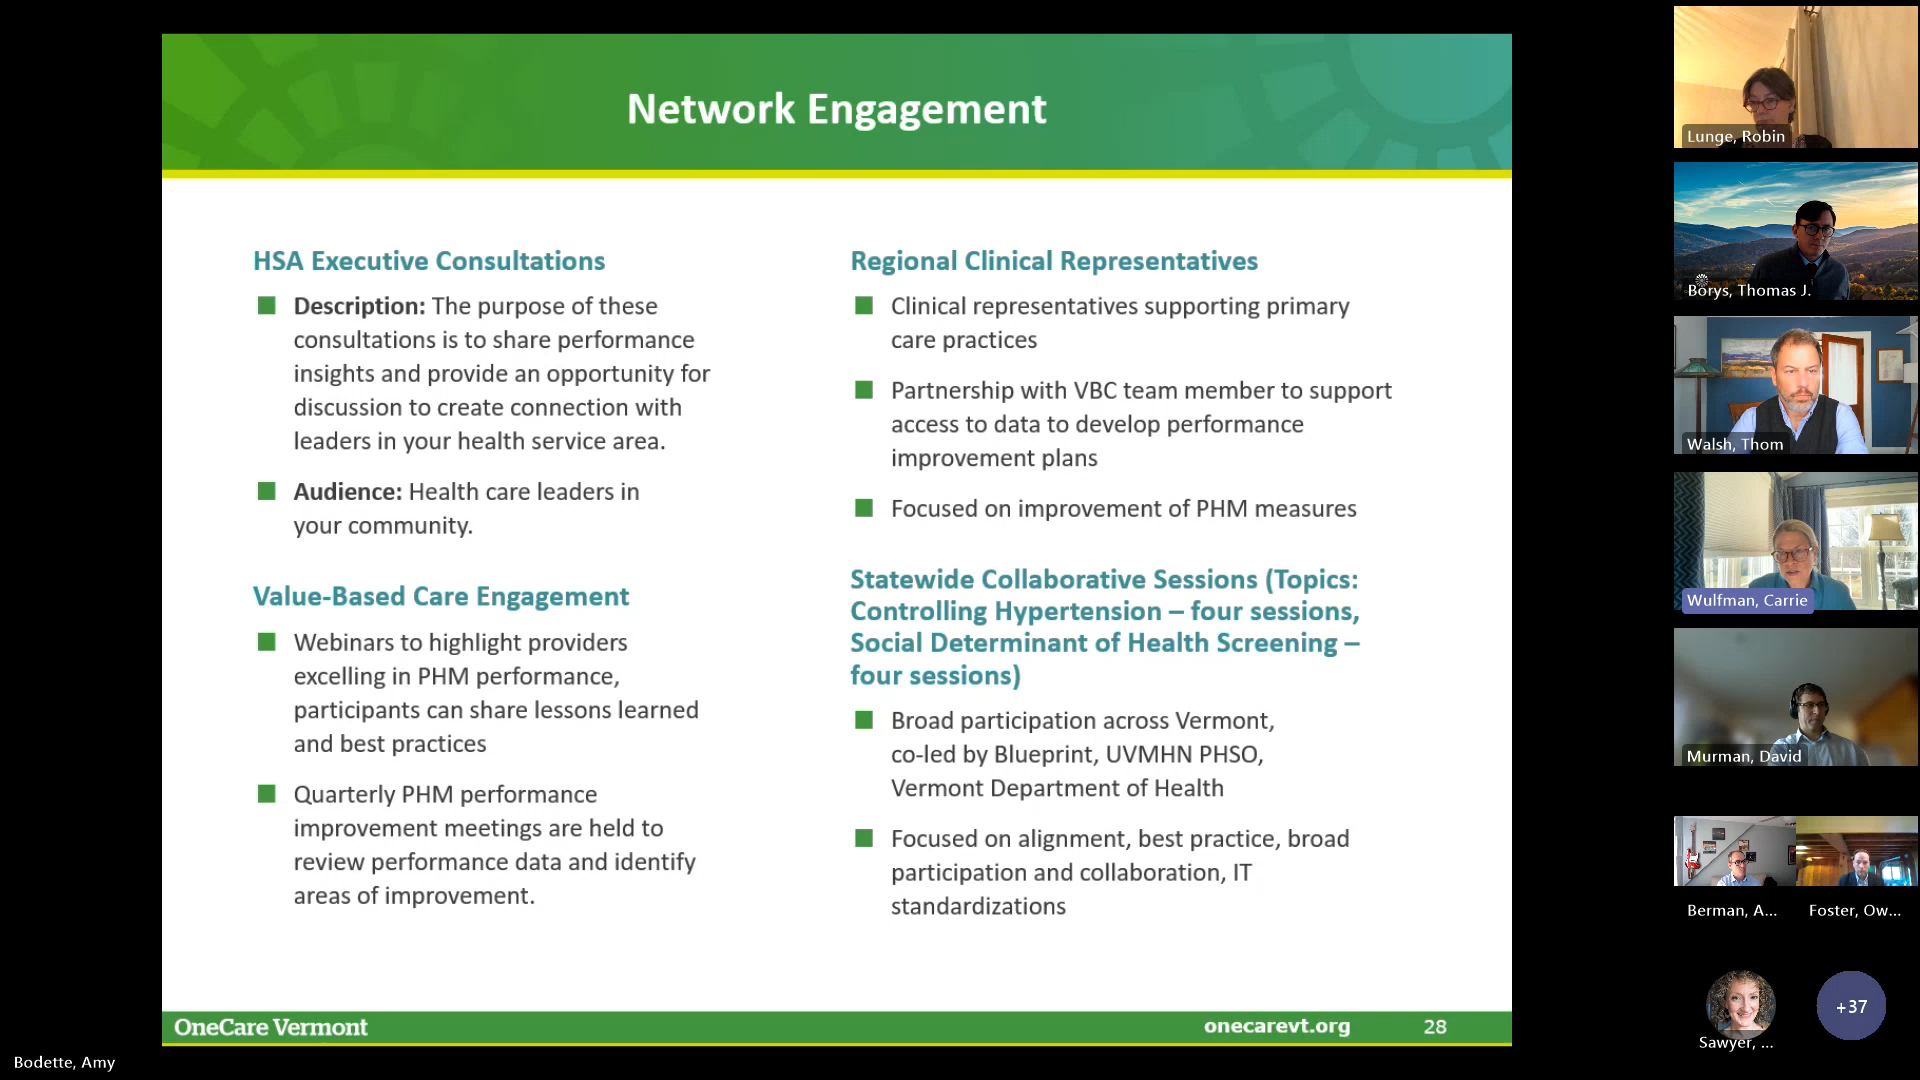 Network Engagement
HSA Executive Consultations
Description: The purpose of these
consultations is to share performance
insights and provide an opportunity for
discussion to create connection with
leaders in your health service area.
Audience: Health care leaders in
your community.
Value-Based Care Engagement
Webinars to highlight providers
excelling in PHM performance,
participants can share lessons learned
and best practices
Quarterly PHM performance
improvement meetings are held to
review performance data and identify
areas of improvement.
Regional Clinical Representatives
Clinical representatives supporting primary
care practices
Partnership with VBC team member to support
access to data to develop performance
improvement plans
Focused on improvement of PHM measures
Statewide Collaborative Sessions (Topics:
Controlling Hypertension – four sessions,
Social Determinant of Health Screening –
four sessions)
Broad participation across Vermont,
co-led by Blueprint, UVMHN PHSO,
Vermont Department of Health
Focused on alignment, best practice, broad
participation and collaboration, IT
standardizations
OneCare Vermont
onecarevt.org
28
Bodette, Amy
Lunge, Robin
Borys, Thomas J.
Walsh, Thom
Wulfman, Carrie
Murman, David
Berman, A...
Foster, Ow...
Sawyer, ...
+37